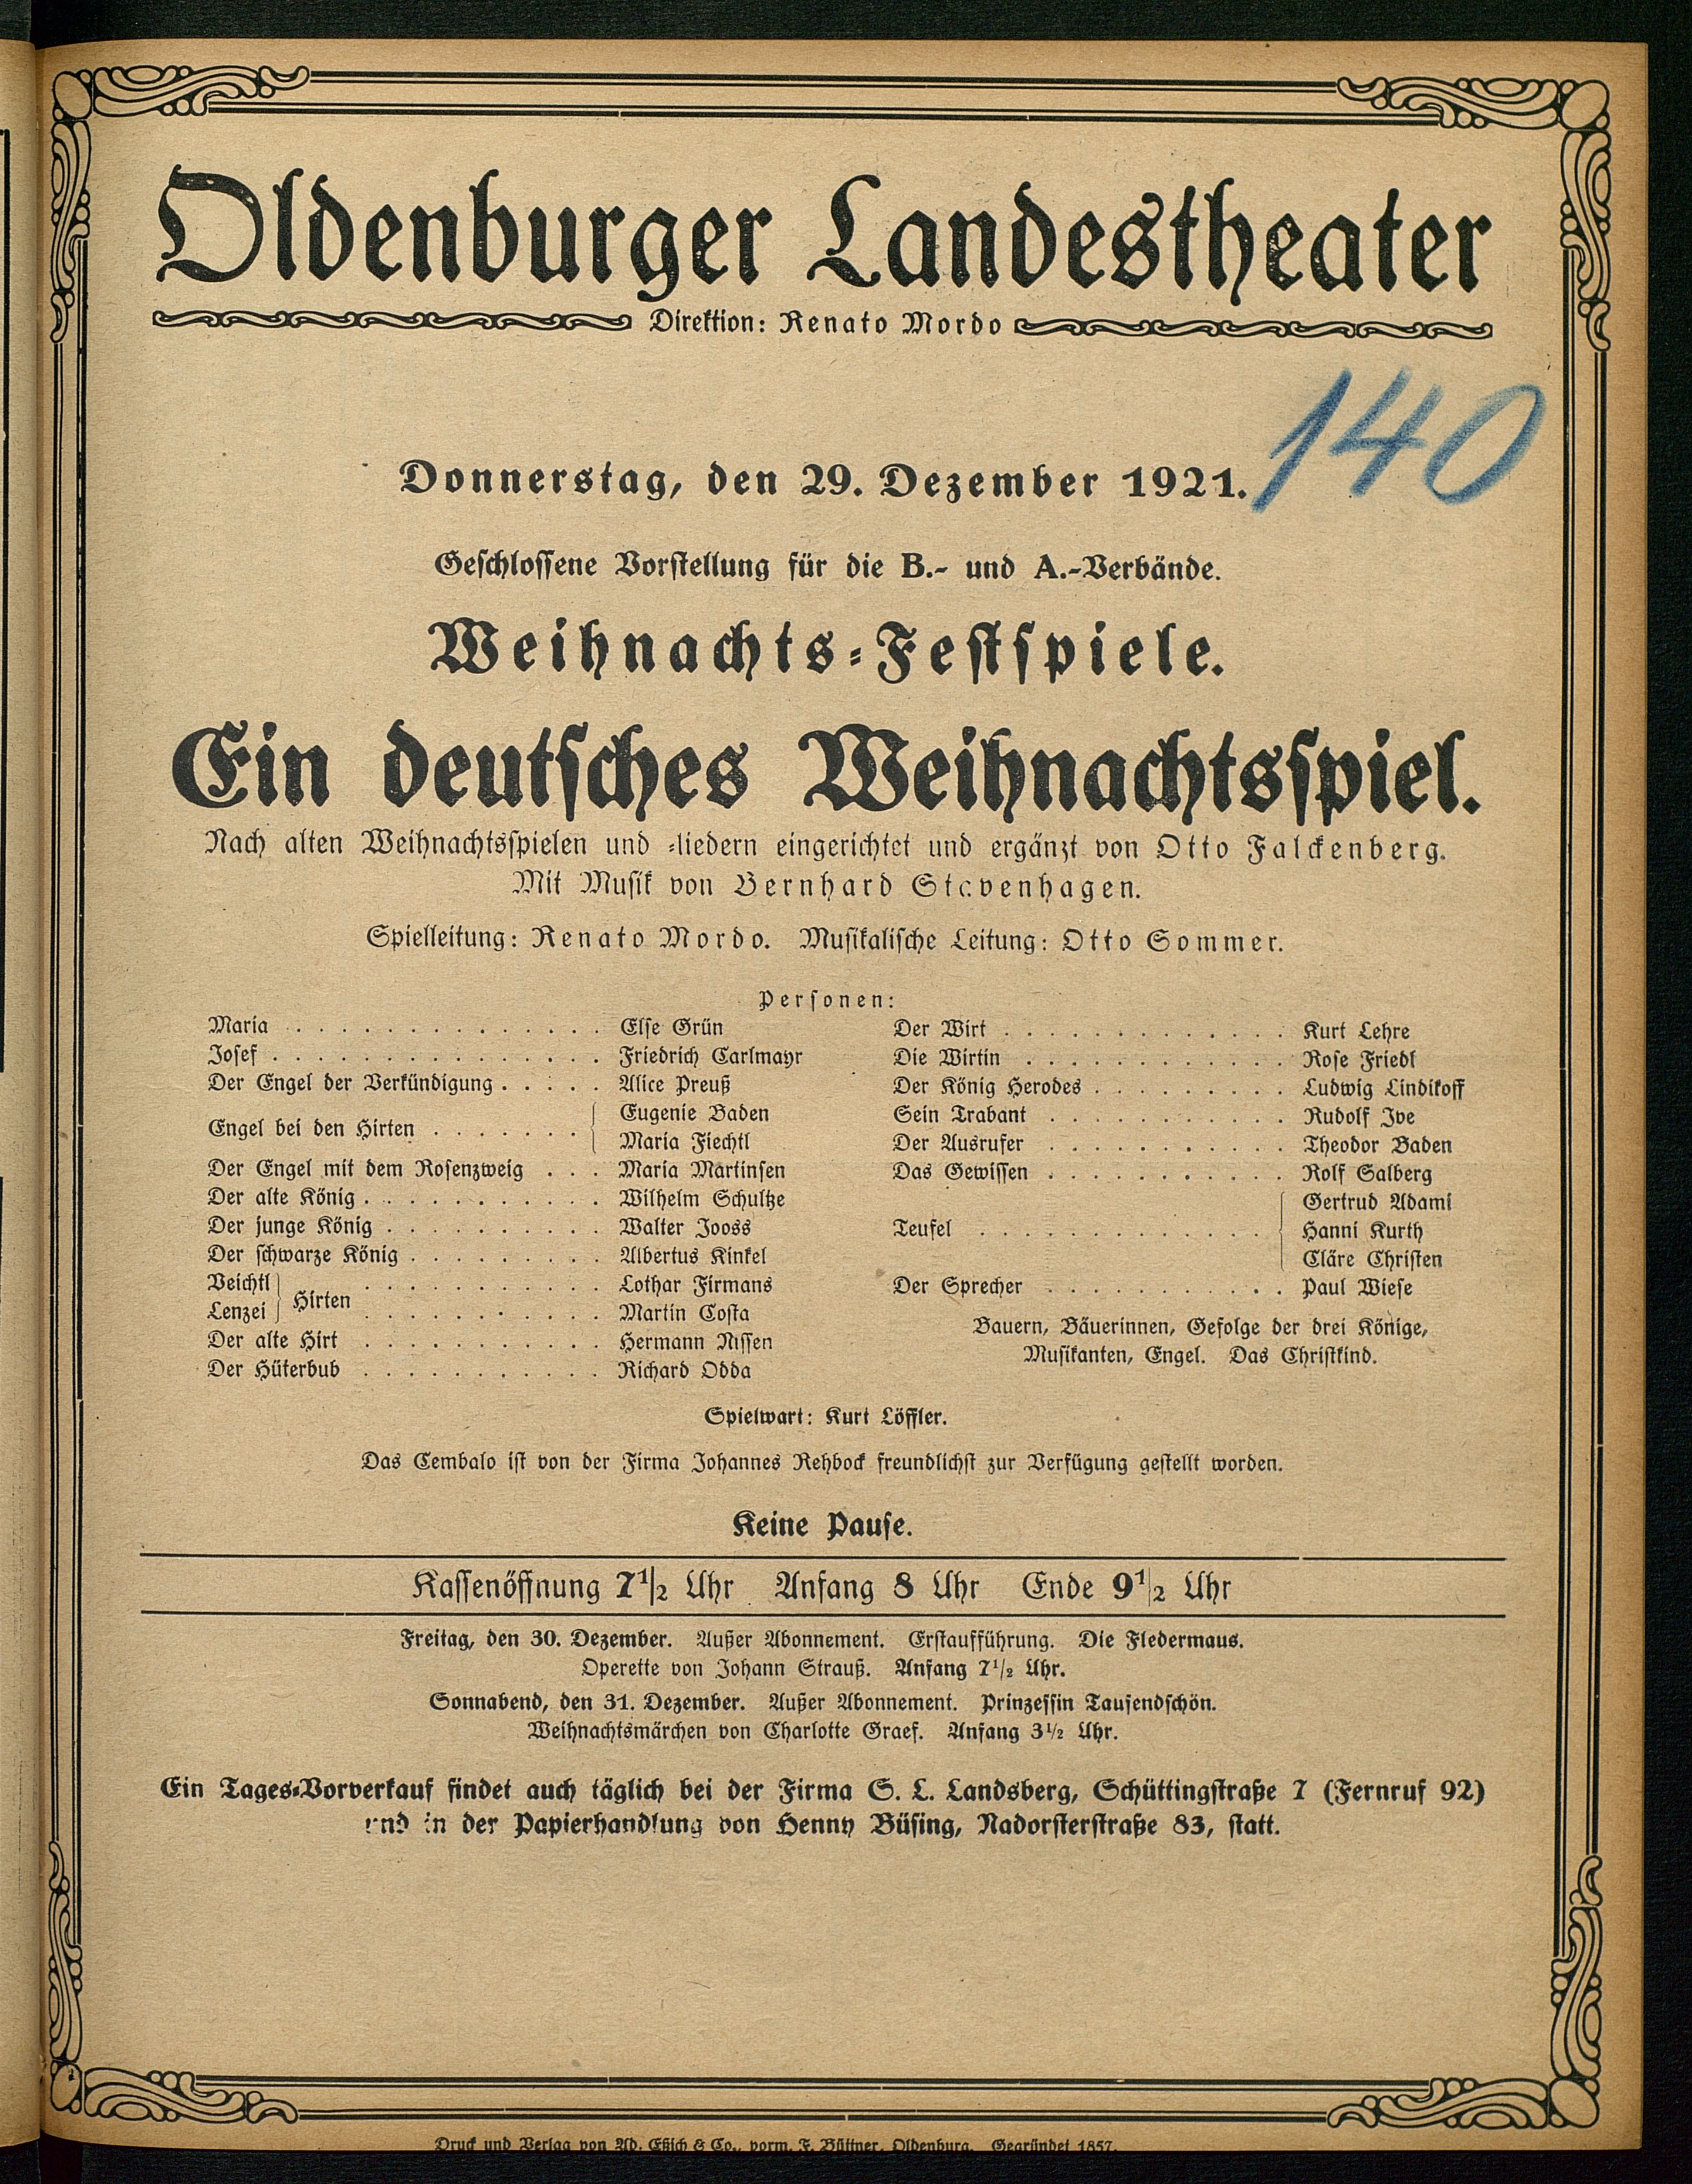 Oldenburger Landestheater
Direktion: Renato Mordo
140
Donnerstag, den 29. Dezember 1921.
Geschlossene Vorstellung für die B.- und A.-Verbände.
Weihnachts-Festspiele.
Ein deutsches Weihnachtsspiel.
Nach alten Weihnachtsspielen und -liedern eingerichtet und ergänzt von Otto Falckenberg.
Mit Musik von Bernhard Stavenhagen.
Spielleitung: Renato Mordo. Musikalische Leitung: Otto Sommer.
Personen:
Maria . . . . . . . . . . . . . . Else Grün
Josef . . . . . . . . . . . . . . . Friedrich Carlmayr
Der Engel der Verkündigung . . . . . Alice Preuß
Engel bei den Hirten . . . . . . . { Eugenie Baden
Maria Fiechtl
Der Engel mit dem Rosenzweig . . . Maria Martinsen
Der alte König . . . . . . . . . . . Wilhelm Schultze
Der junge König . . . . . . . . . . Walter Jooss
Der schwarze König . . . . . . . . . Albertus Kinkel
Veichtl } Hirten . . . . . . . . . . . Lothar Firmans
Lenzei } . . . . . . . . . . . Martin Costa
Der alte Hirt . . . . . . . . . . . Hermann Nissen
Der Hüterbub . . . . . . . . . . . Richard Odda
Der Wirt . . . . . . . . . . . . . Kurt Lehre
Die Wirtin . . . . . . . . . . . . Rose Friedl
Der König Herodes . . . . . . . . . Ludwig Lindikoff
Sein Trabant . . . . . . . . . . . Rudolf Ive
Der Ausrufer . . . . . . . . . . . Theodor Baden
Das Gewissen . . . . . . . . . . . Rolf Salberg
Gertrud Adami
Teufel . . . . . . . . . . . . . { Hanni Kurth
Cläre Christen
Der Sprecher . . . . . . . . . . . Paul Wiese
Bauern, Bäuerinnen, Gefolge der drei Könige,
Musikanten, Engel. Das Christkind.
Spielwart: Kurt Löffler.
Das Cembalo ist von der Firma Johannes Rehbock freundlichst zur Verfügung gestellt worden.
Keine Pause.
Kassenöffnung 7 1/2 Uhr Anfang 8 Uhr Ende 9 1/2 Uhr
Freitag, den 30. Dezember. Außer Abonnement. Erstaufführung. Die Fledermaus.
Operette von Johann Strauß. Anfang 7 1/2 Uhr.
Sonnabend, den 31. Dezember. Außer Abonnement. Prinzessin Tausendschön.
Weihnachtsmärchen von Charlotte Graef. Anfang 3 1/2 Uhr.
Ein Tages-Vorverkauf findet auch täglich bei der Firma S. L. Landsberg, Schüttingstraße 7 (Fernruf 92)
und in der Papierhandlung von Henny Büsing, Nadorsterstraße 83, statt.
Druck und Verlag von Ad. Eßich & Co., vorm. F. Büttner, Oldenburg. Gegründet 1857.